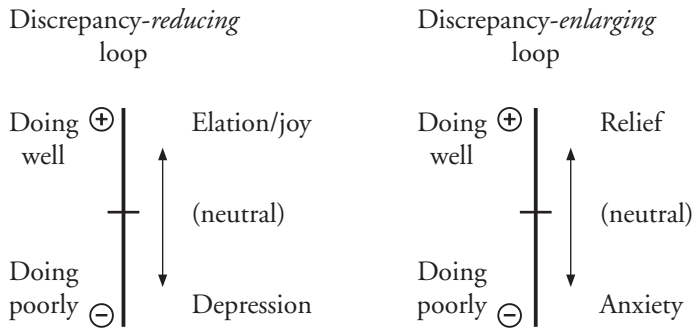 Discrepancy-reducing
loop
Doing ⊕
well
Elation/joy
(neutral)
Doing
poorly ⊖
Depression
Discrepancy-enlarging
loop
Doing ⊕
well
Relief
(neutral)
Doing
poorly ⊖
Anxiety